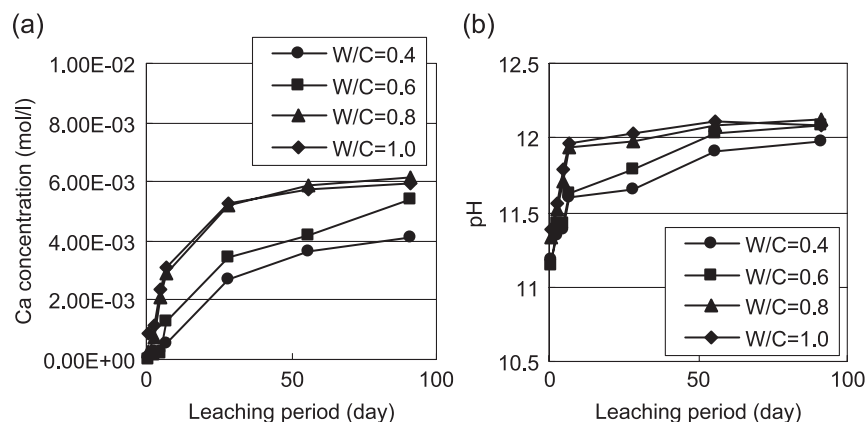 (a)
1.00E-02
8.00E-03
6.00E-03
4.00E-03
2.00E-03
0.00E+00
Ca concentration (mol/l)
W/C=0.4
W/C=0.6
W/C=0.8
W/C=1.0
0 50 100
Leaching period (day)
(b)
12.5
12
11.5
11
10.5
pH
W/C=0.4
W/C=0.6
W/C=0.8
W/C=1.0
0 50 100
Leaching period (day)